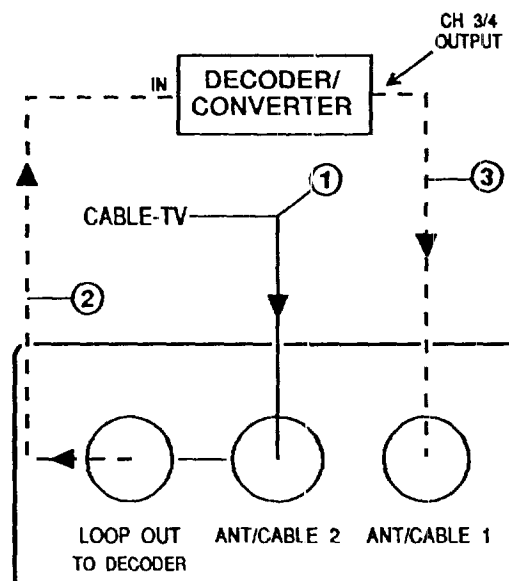 CH 3/4
OUTPUT
IN
DECODER/
CONVERTER
1
3
CABLE-TV
2
LOOP OUT
TO DECODER
ANT/CABLE 2
ANT/CABLE 1